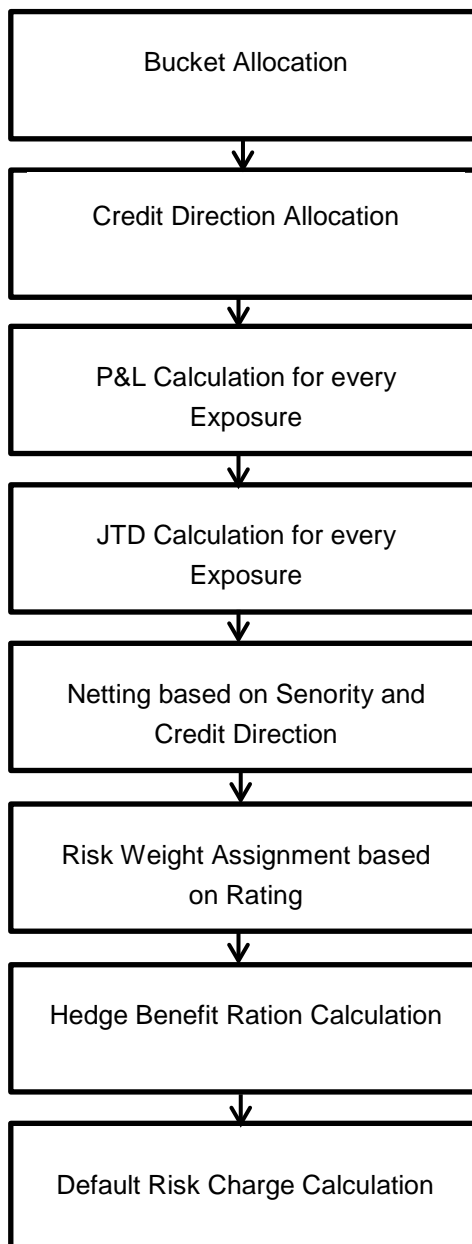 Bucket Allocation
Credit Direction Allocation
P&L Calculation for every
Exposure
JTD Calculation for every
Exposure
Netting based on Senority and
Credit Direction
Risk Weight Assignment based
on Rating
Hedge Benefit Ration Calculation
Default Risk Charge Calculation